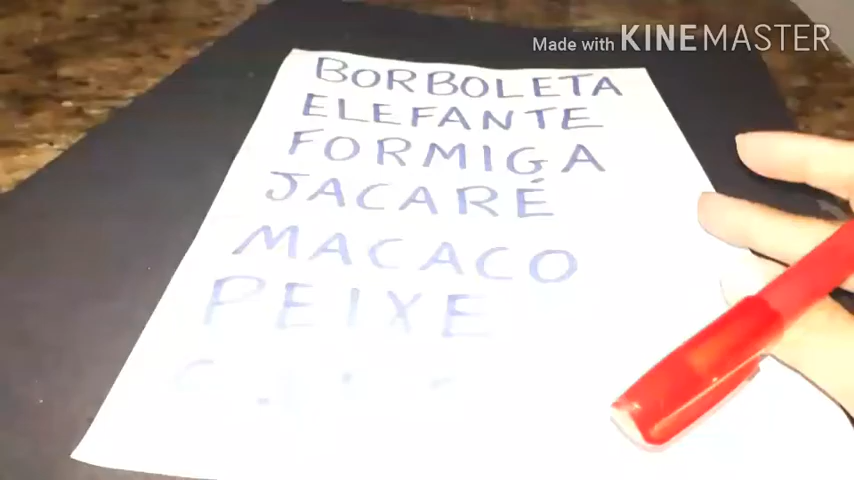 Made with KINEMASTER
BORBOLETA
ELEFANTE
FORMIGA
JACARÉ
MACACO
PEIXE